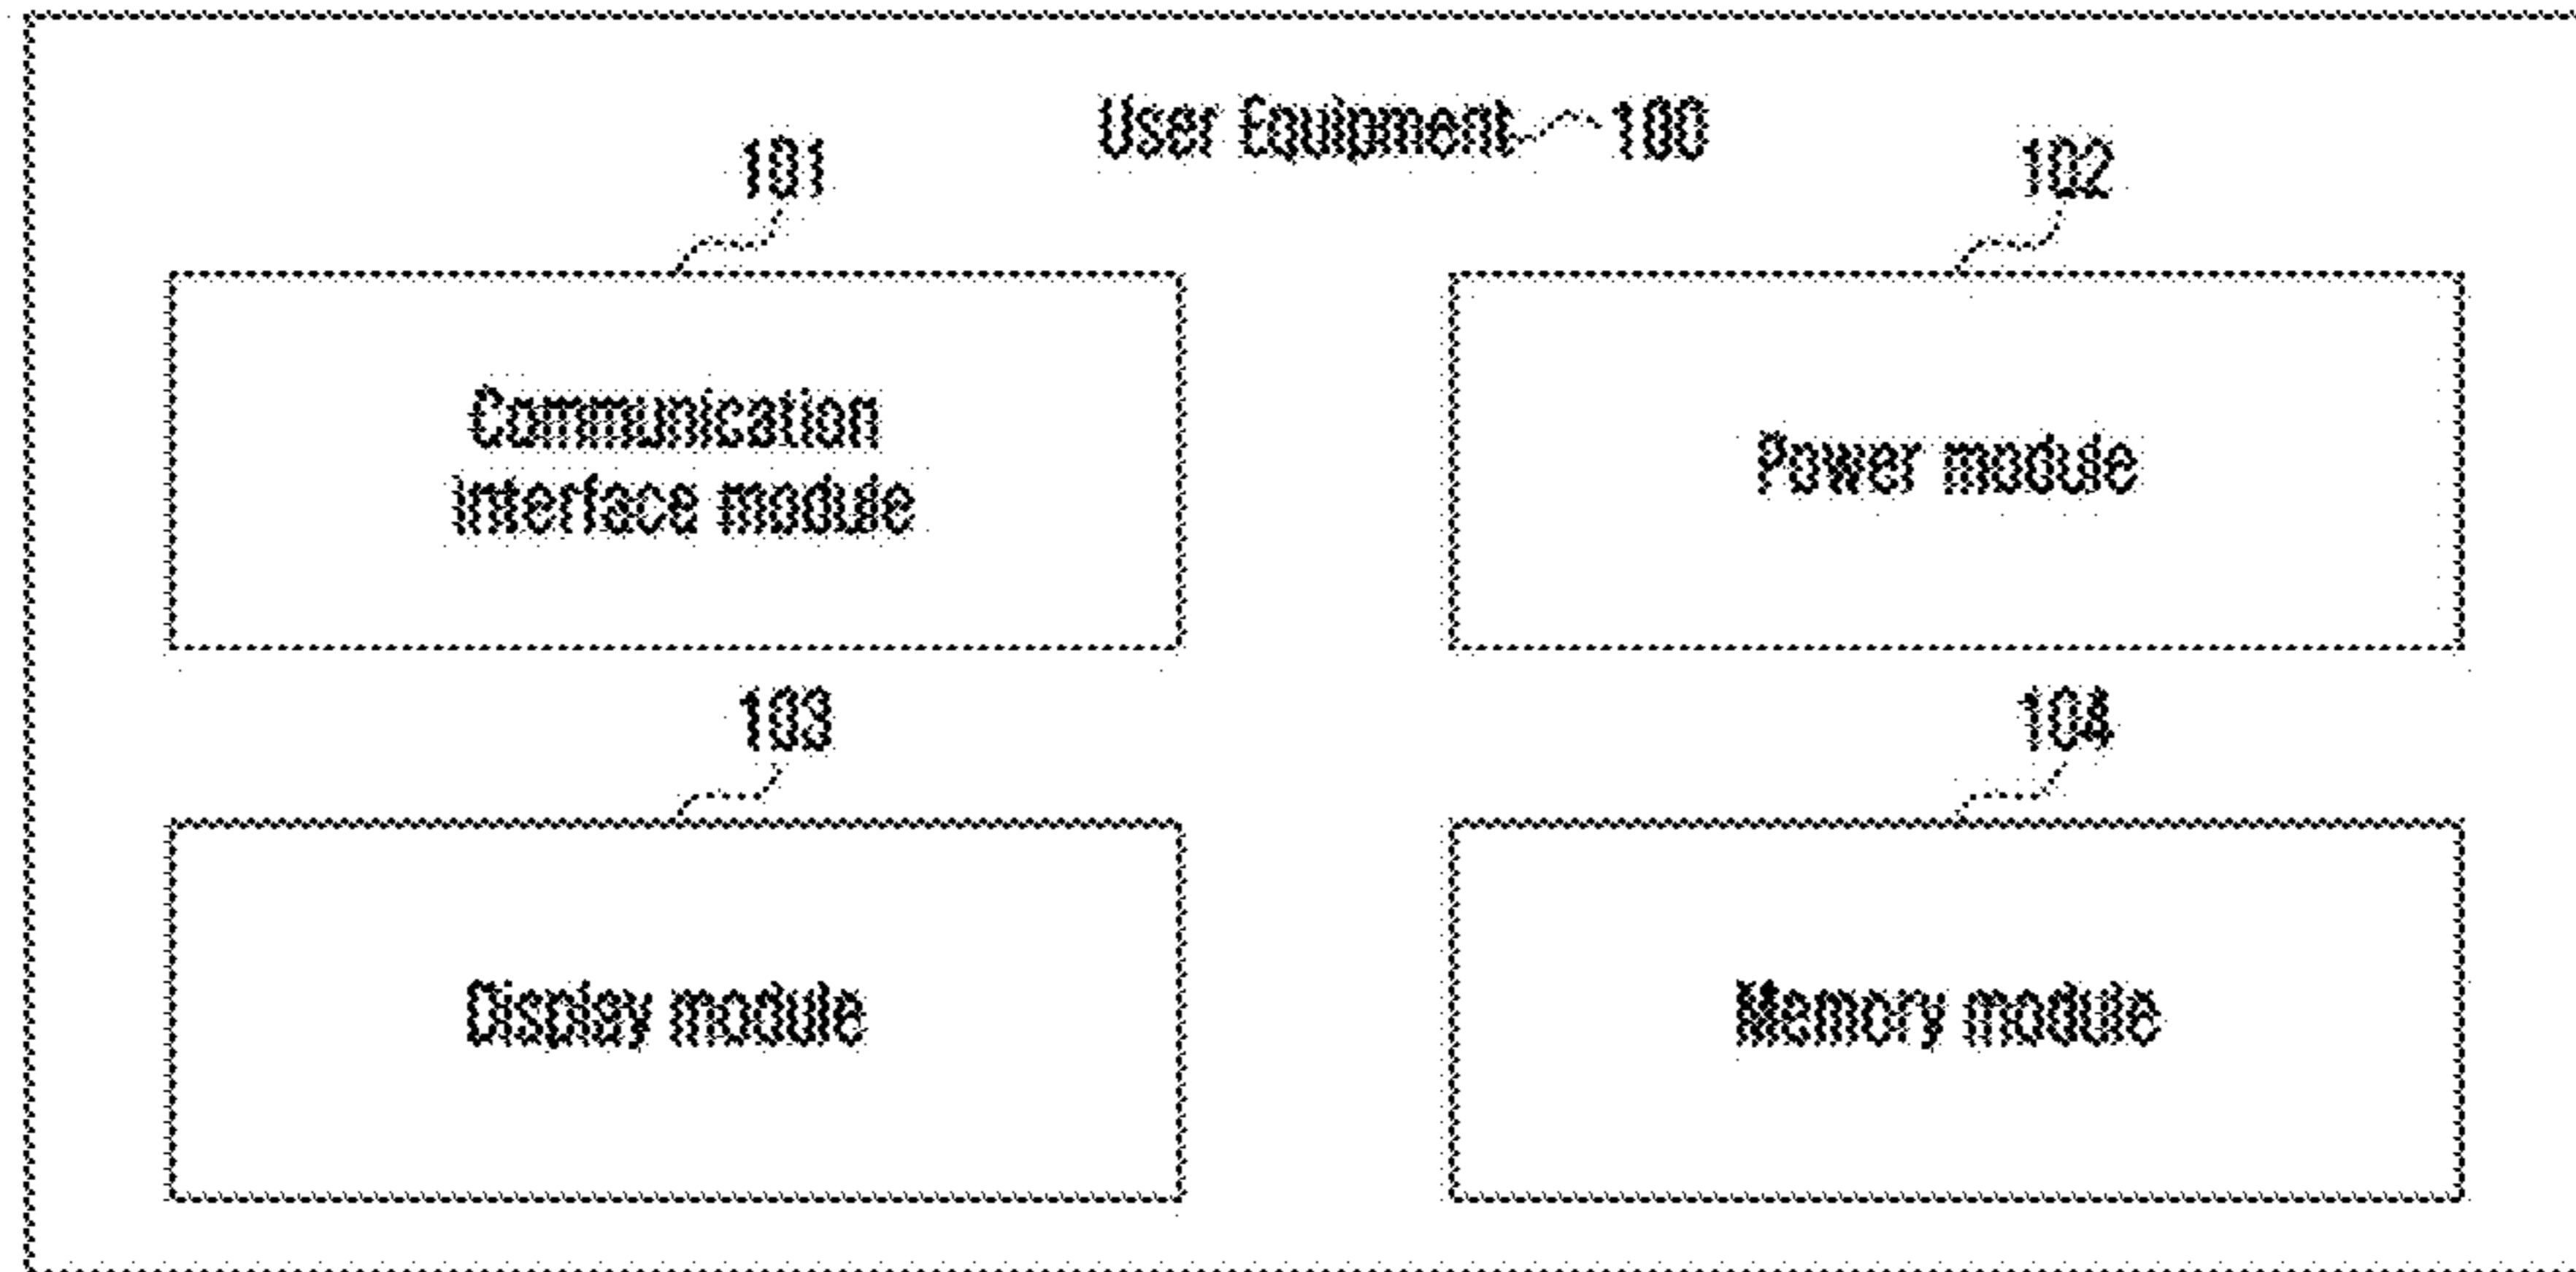 User Equipment 100
101
102
Communication
interface module
Power module
103
104
Display module
Memory module